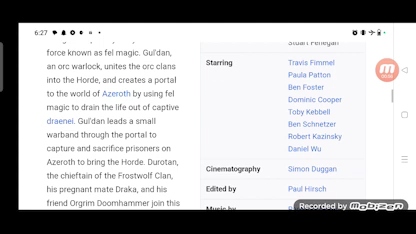 6:27
force known as fel magic. Gul'dan,
an orc warlock, unites the orc clans
into the Horde, and creates a portal
to the world of Azeroth by using fel
magic to drain the life out of captive
draenei. Gul'dan leads a small
warband through the portal to
capture and sacrifice prisoners on
Azeroth to bring the Horde. Durotan,
the chieftain of the Frostwolf Clan,
his pregnant mate Draka, and his
friend Orgrim Doomhammer join this
Stuart Fenegan
Starring
Travis Fimmel
Paula Patton
Ben Foster
Dominic Cooper
Toby Kebbell
Ben Schnetzer
Robert Kazinsky
Daniel Wu
Cinematography
Simon Duggan
Edited by
Paul Hirsch
Music by
Recorded by
MOBIZEN